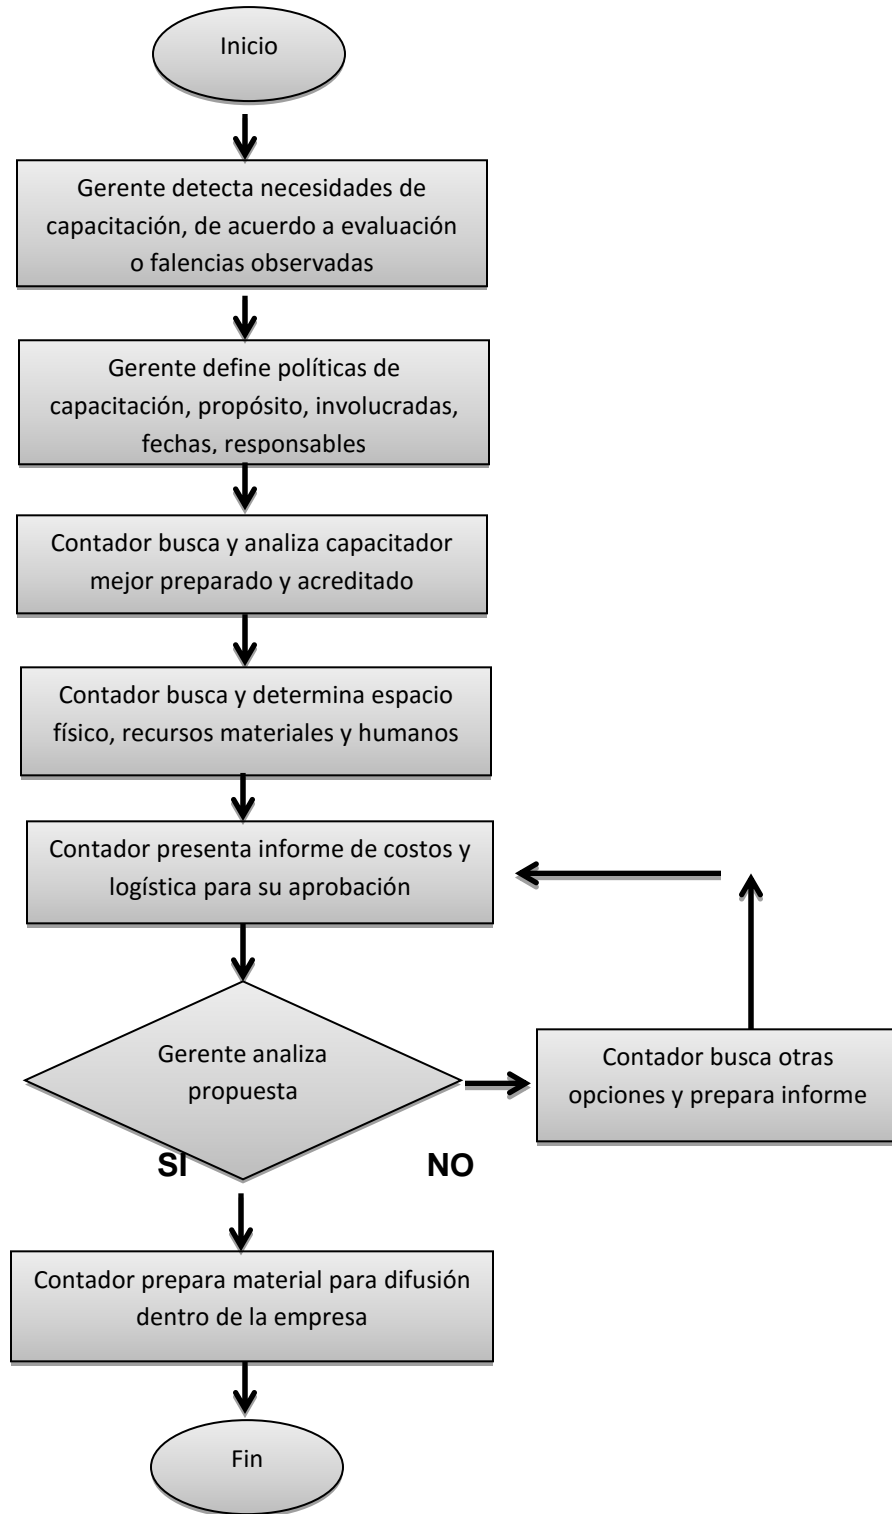 Inicio
Gerente detecta necesidades de
capacitación, de acuerdo a evaluación
o falencias observadas
Gerente define políticas de
capacitación, propósito, involucradas,
fechas, responsables
Contador busca y analiza capacitador
mejor preparado y acreditado
Contador busca y determina espacio
físico, recursos materiales y humanos
Contador presenta informe de costos y
logística para su aprobación
Gerente analiza
propuesta
Contador busca otras
opciones y prepara informe
SI
NO
Contador prepara material para difusión
dentro de la empresa
Fin